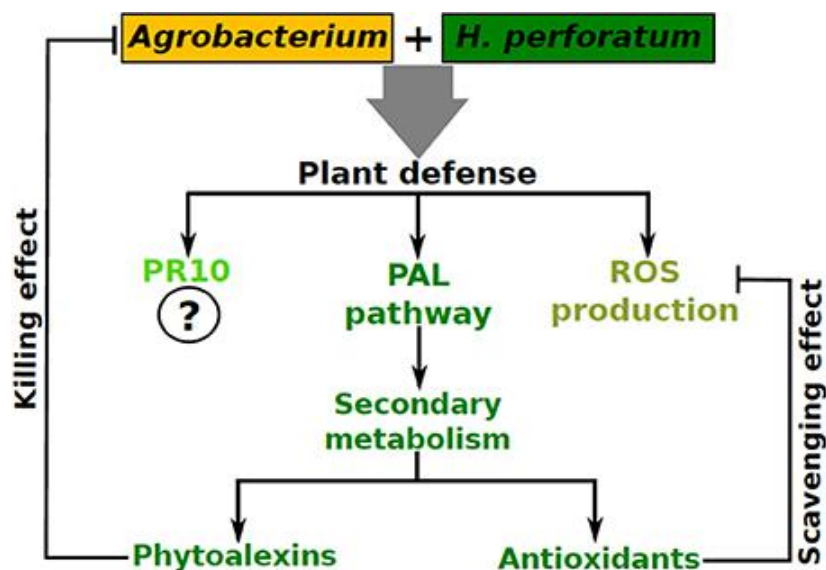 Agrobacterium + H. perforatum
Plant defense
PR10
?
PAL
pathway
ROS
production
Secondary
metabolism
Phytoalexins
Antioxidants
Killing effect
Scavenging effect